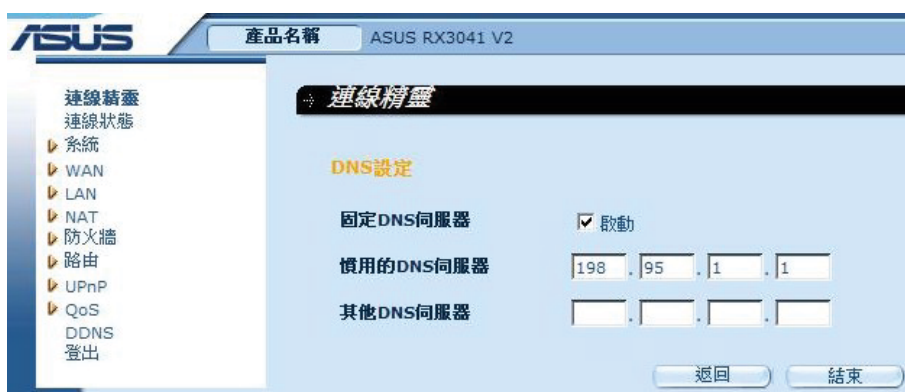 ASUS
產品名稱 ASUS RX3041 V2
連線精靈
連線狀態
系統
WAN
LAN
NAT
防火牆
路由
UPnP
QoS
DDNS
登出
連線精靈
DNS設定
固定DNS伺服器 啟動
慣用的DNS伺服器 198 . 95 . 1 . 1
其他DNS伺服器 . . .
返回 結束